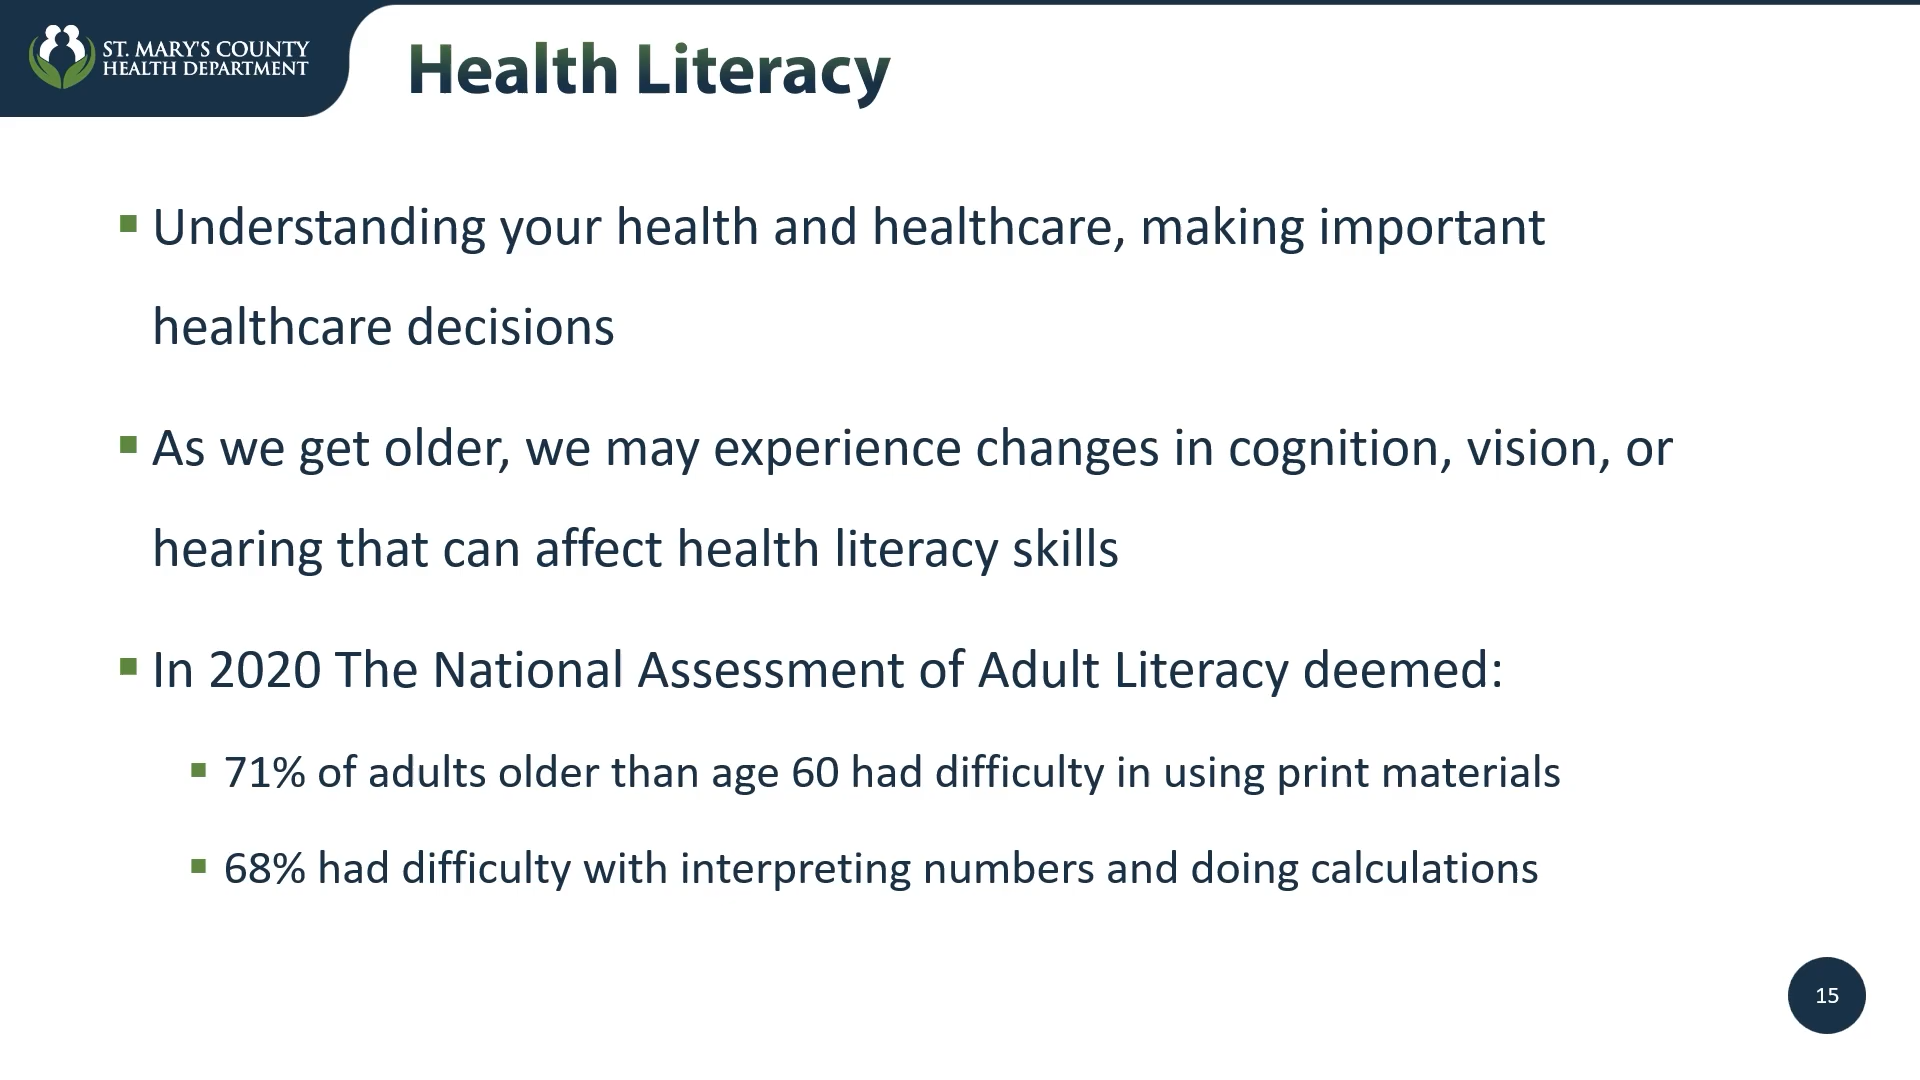 ST. MARY'S COUNTY
HEALTH DEPARTMENT
Health Literacy
Understanding your health and healthcare, making important
healthcare decisions
As we get older, we may experience changes in cognition, vision, or
hearing that can affect health literacy skills
In 2020 The National Assessment of Adult Literacy deemed:
71% of adults older than age 60 had difficulty in using print materials
68% had difficulty with interpreting numbers and doing calculations
15